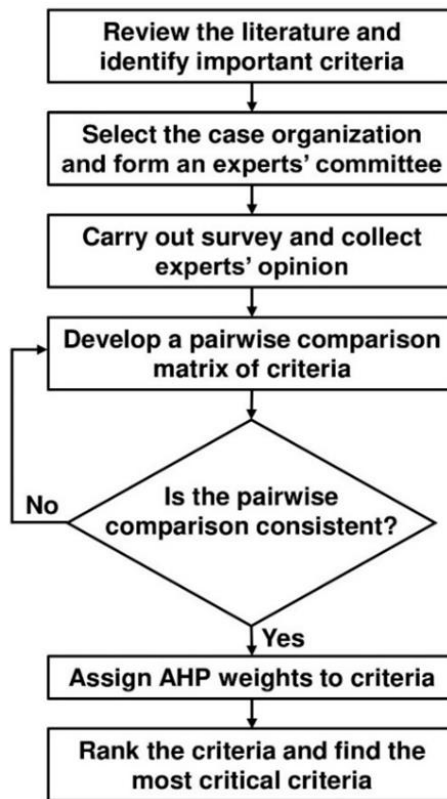 Review the literature and
identify important criteria
Select the case organization
and form an experts' committee
Carry out survey and collect
experts' opinion
Develop a pairwise comparison
matrix of criteria
No
Is the pairwise
comparison consistent?
Yes
Assign AHP weights to criteria
Rank the criteria and find the
most critical criteria